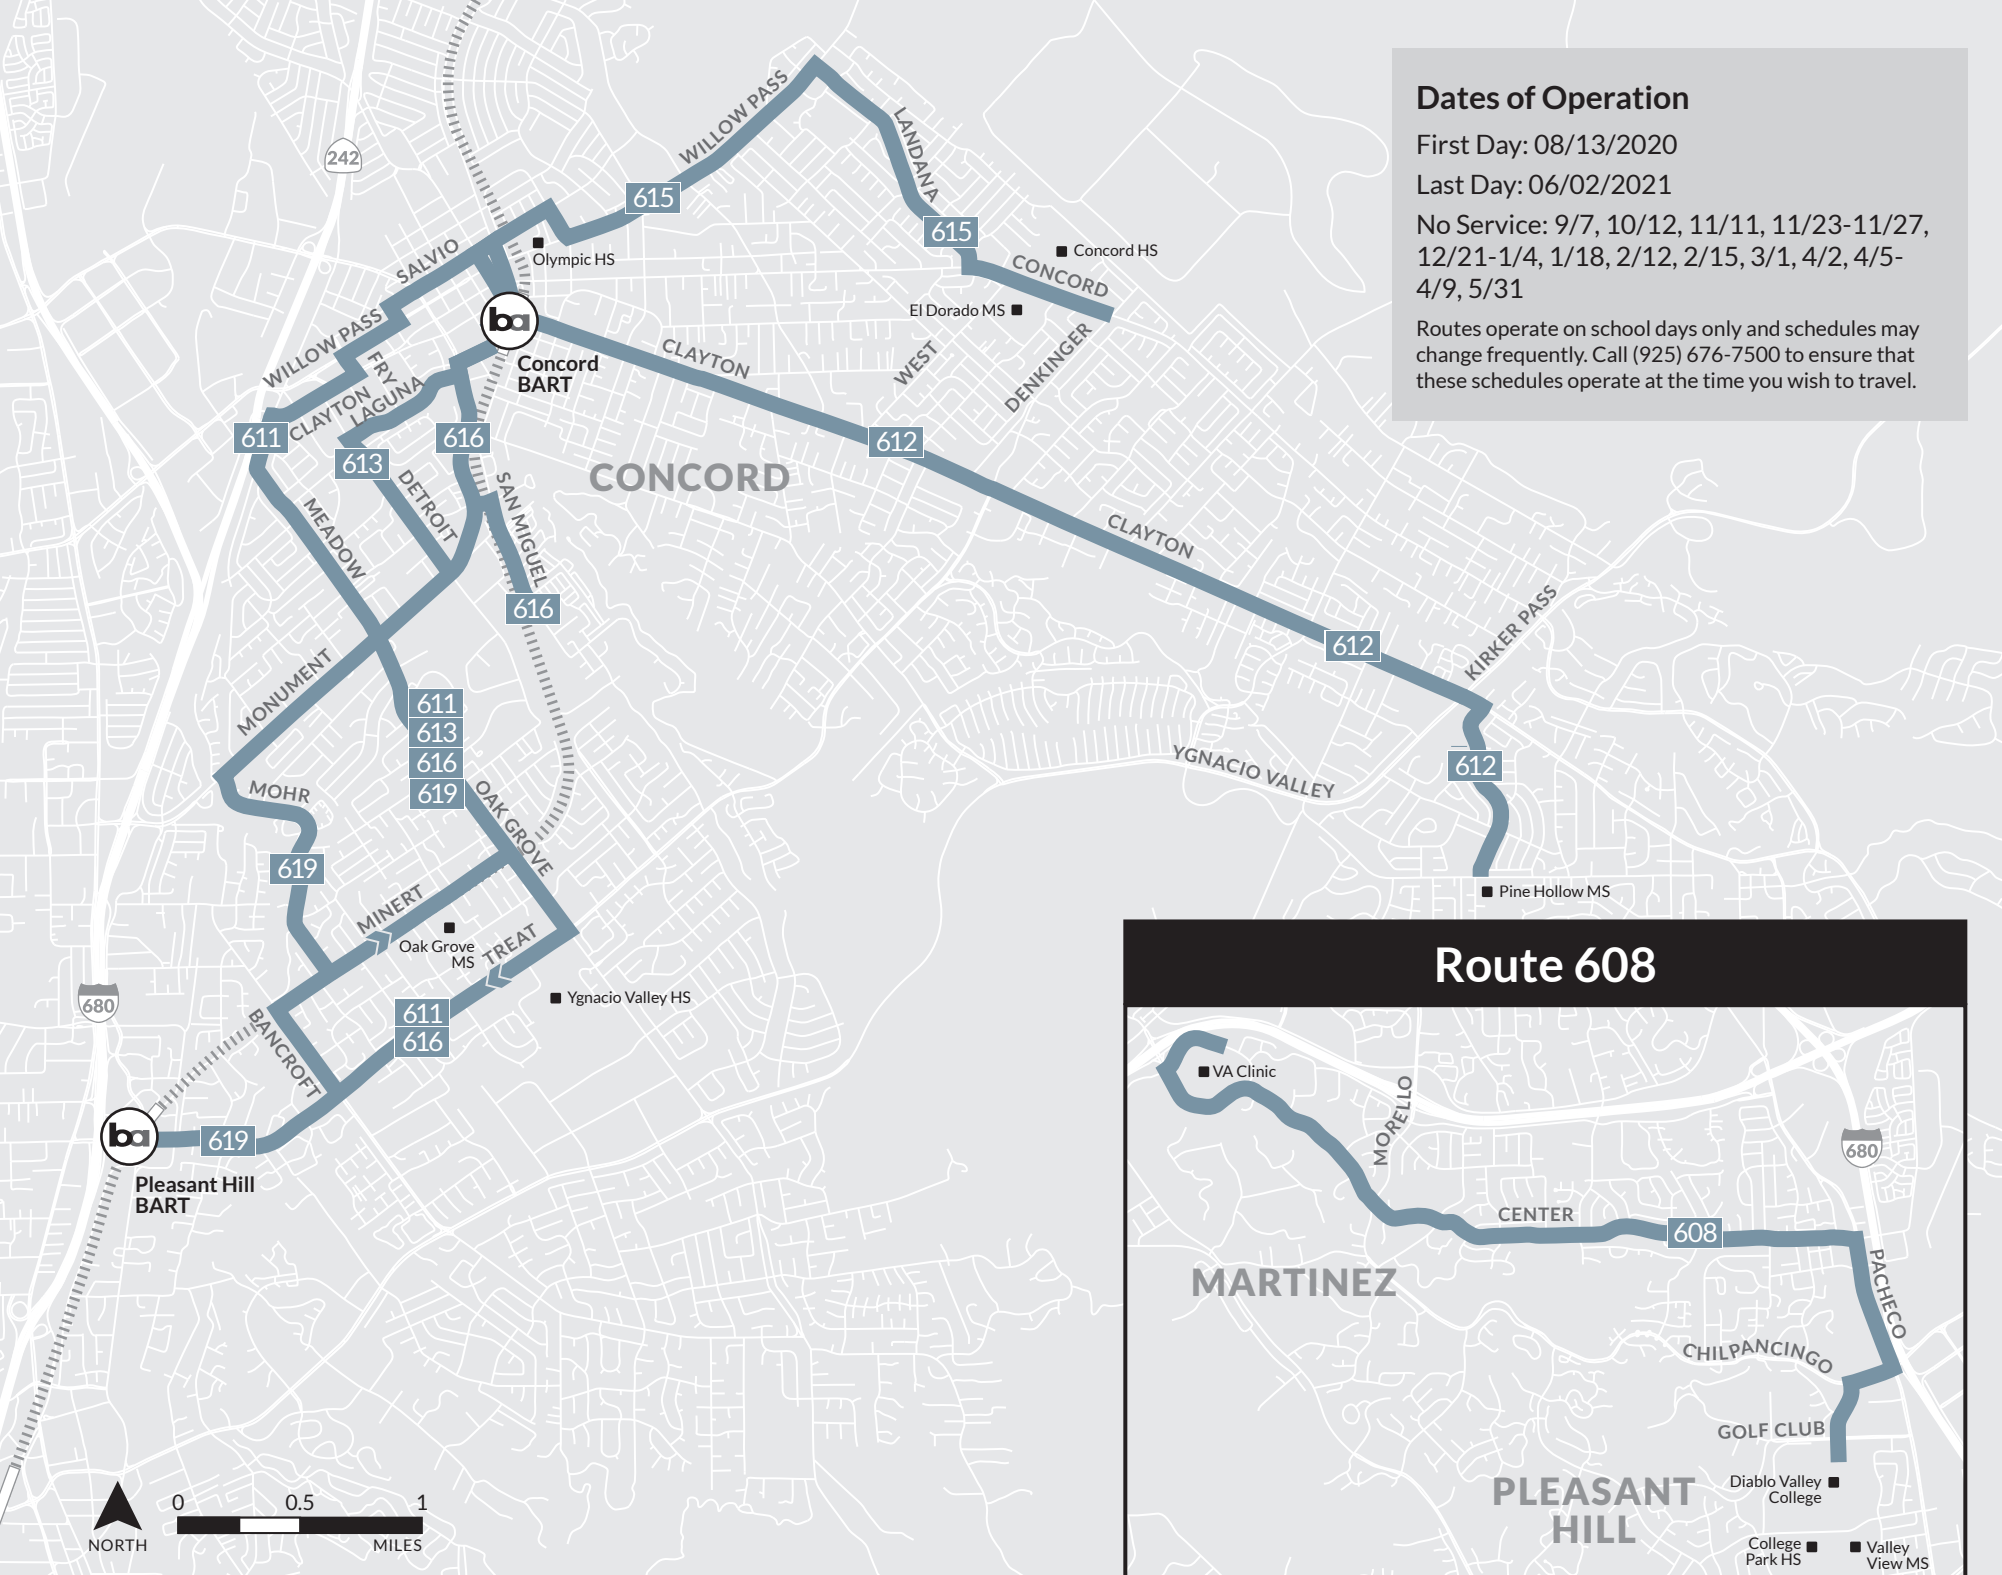 Dates of Operation
First Day: 08/13/2020
Last Day: 06/02/2021
No Service: 9/7, 10/12, 11/11, 11/23-11/27,
12/21-1/4, 1/18, 2/12, 2/15, 3/1, 4/2, 4/5-
4/9, 5/31
Routes operate on school days only and schedules may
change frequently. Call (925) 676-7500 to ensure that
these schedules operate at the time you wish to travel.
242
WILLOW PASS
LANDANA
615
615
SALVIO
Olympic HS
Concord HS
CONCORD
El Dorado MS
ba
Concord
BART
WILLOW PASS
FRY
CLAYTON
LAGUNA
CLAYTON
WEST
DENKINGER
611
613
616
612
CONCORD
MEADOW
DETROIT
SAN MIGUEL
616
CLAYTON
612
KIRKER PASS
MONUMENT
611
613
616
619
YGNACIO VALLEY
612
MOHR
OAK GROVE
619
MINERT
Oak Grove
MS
TREAT
Pine Hollow MS
Ygnacio Valley HS
680
BANCROFT
611
616
ba
619
Pleasant Hill
BART
0
0.5
1
NORTH
MILES
Route 608
VA Clinic
MORELLO
680
CENTER
608
MARTINEZ
PACHECO
CHILPANCINGO
GOLF CLUB
Diablo Valley
College
PLEASANT
HILL
College
Park HS
Valley
View MS